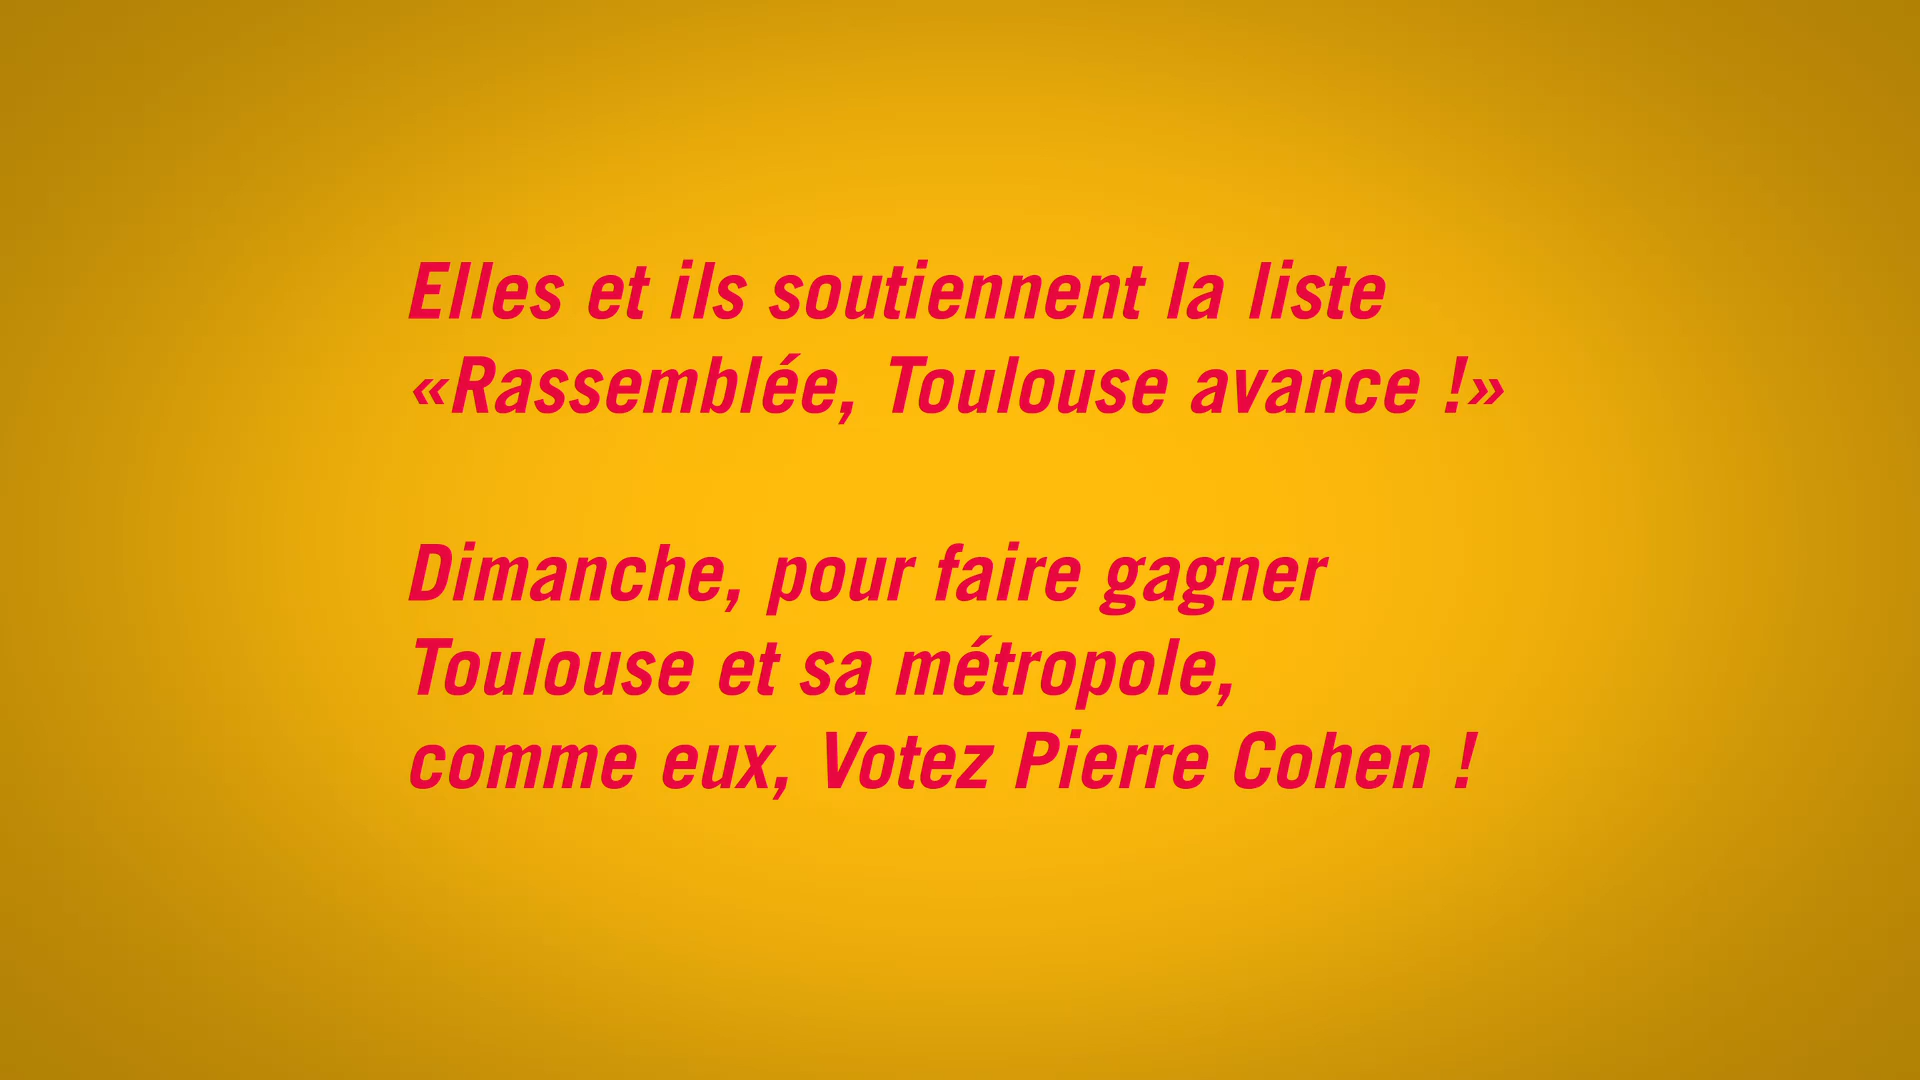 Elles et ils soutiennent la liste
«Rassemblée, Toulouse avance !»
Dimanche, pour faire gagner
Toulouse et sa métropole,
comme eux, Votez Pierre Cohen !